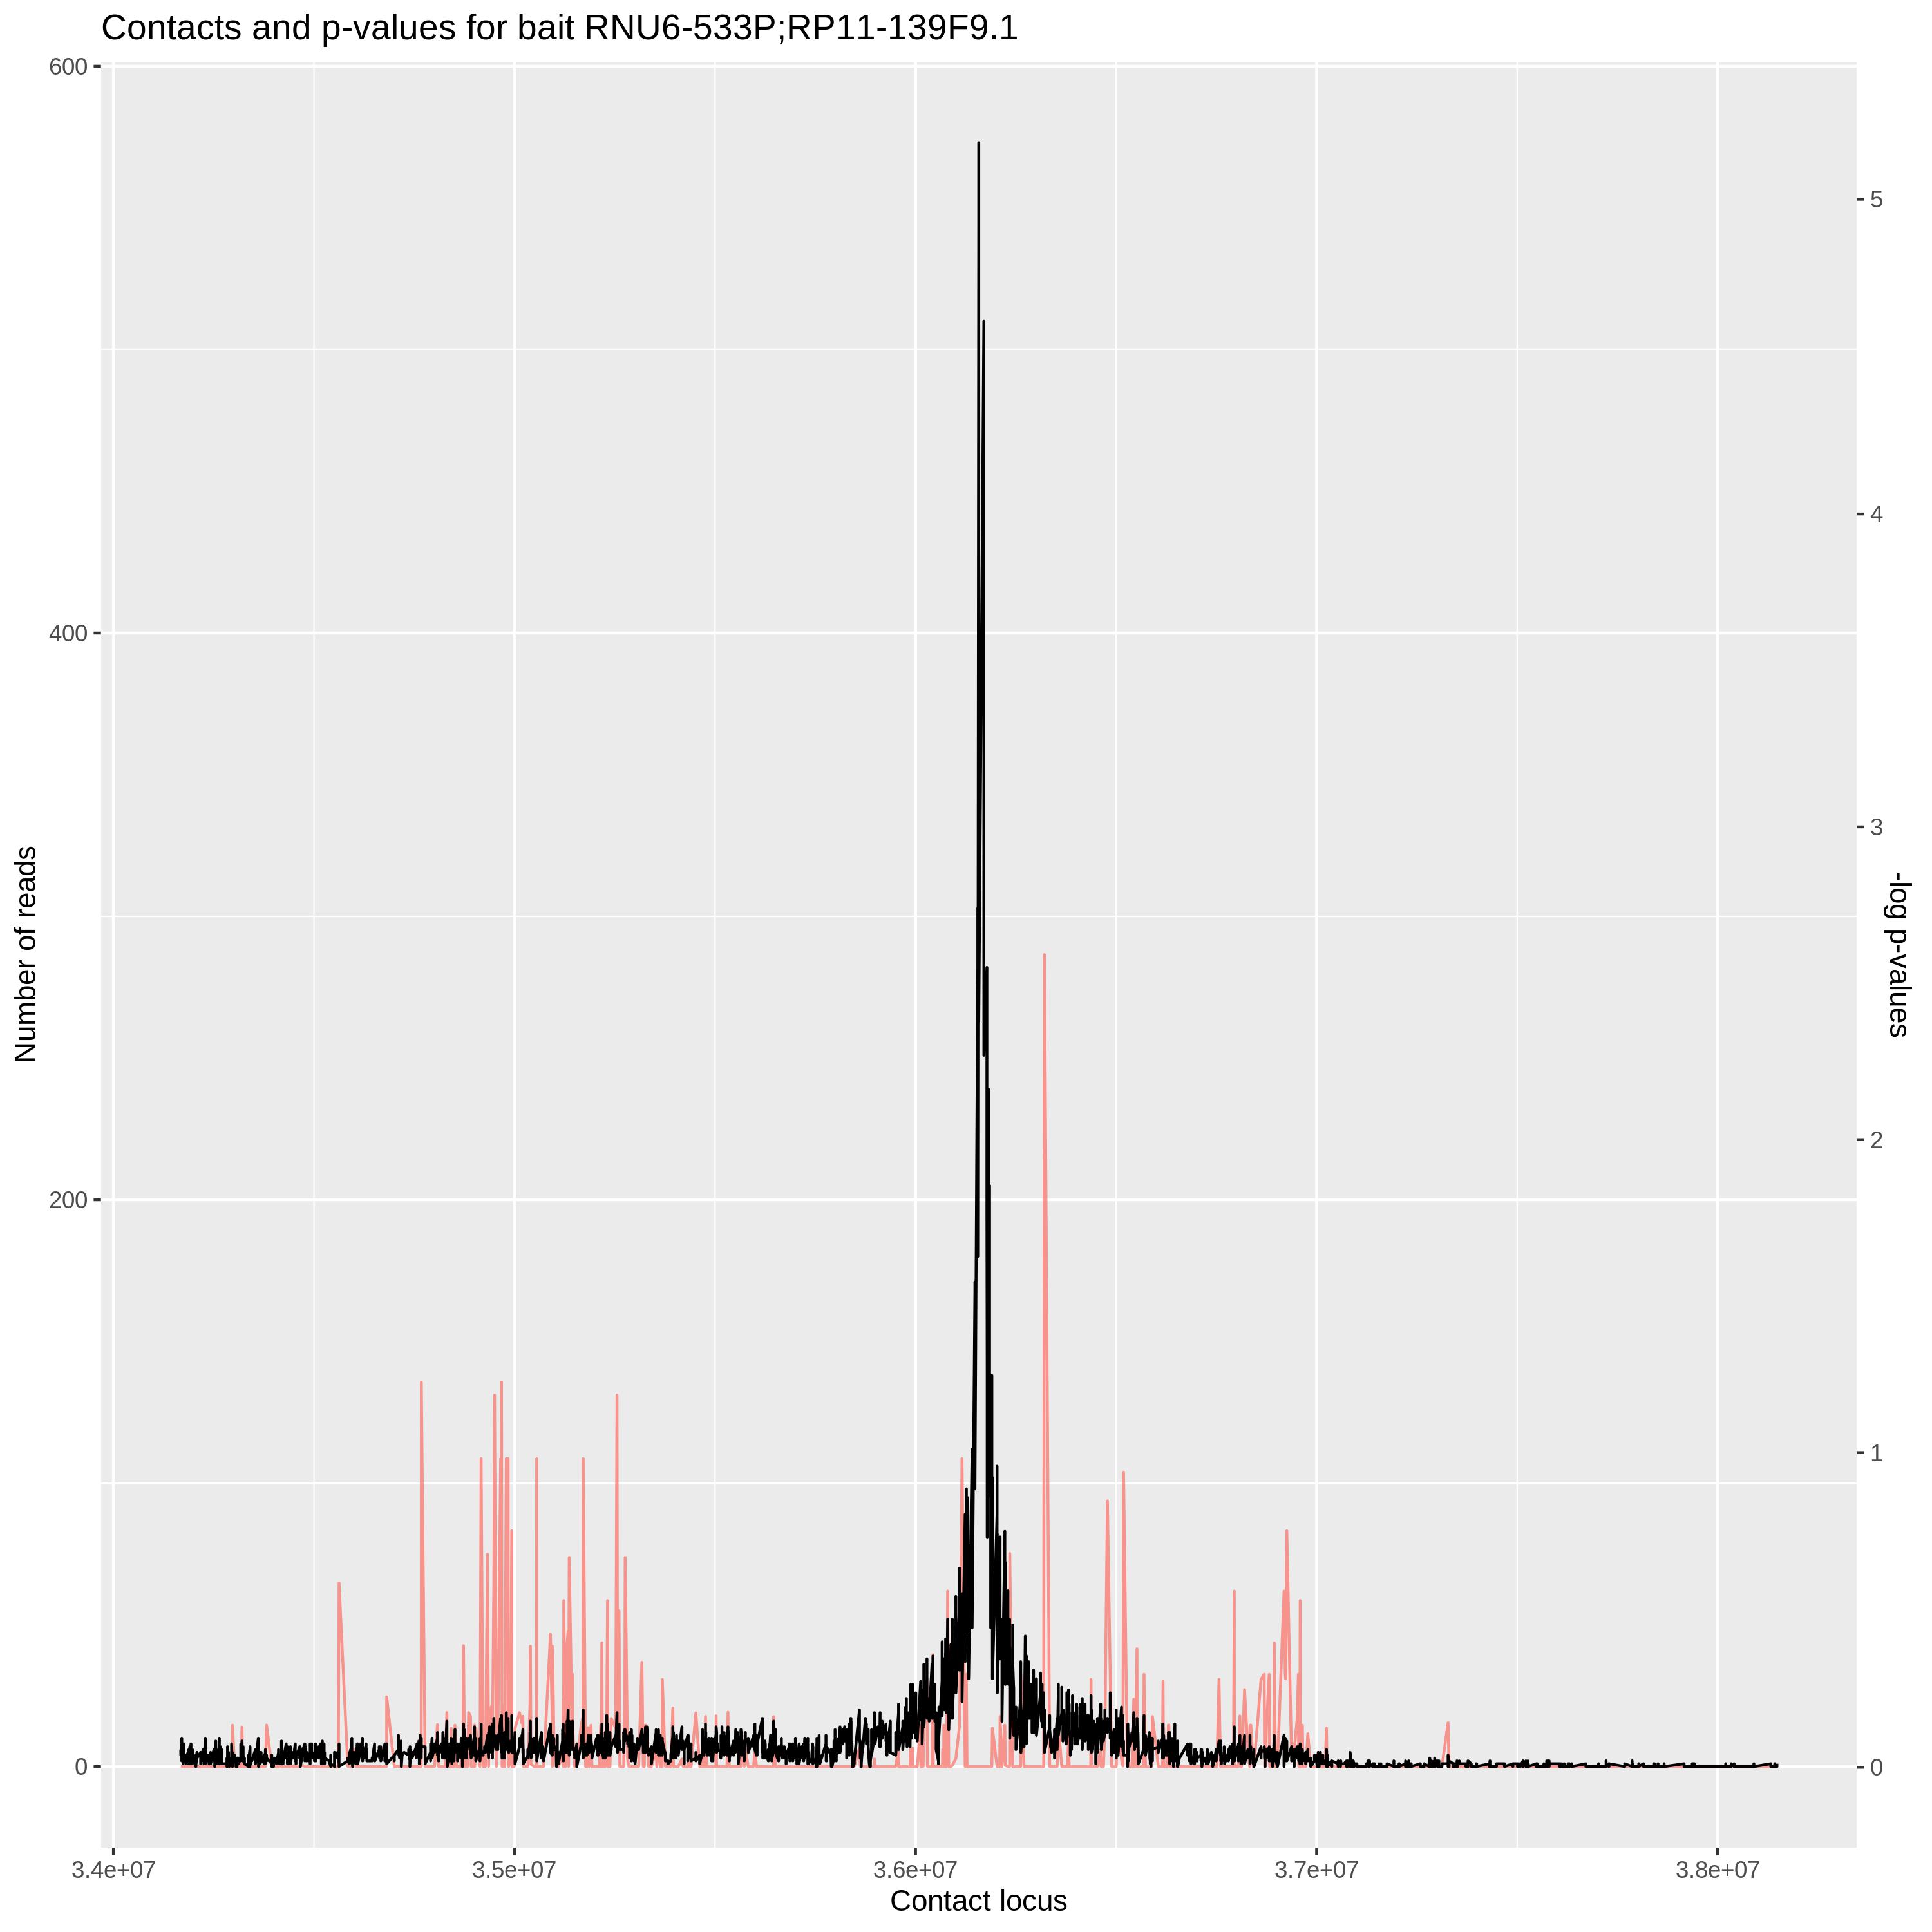 Contacts and p-values for bait RNU6-533P;RP11-139F9.1
600
400
200
0
Number of reads
5
4
3
2
1
0
-log p-values
3.4e+07
3.5e+07
3.6e+07
3.7e+07
3.8e+07
Contact locus